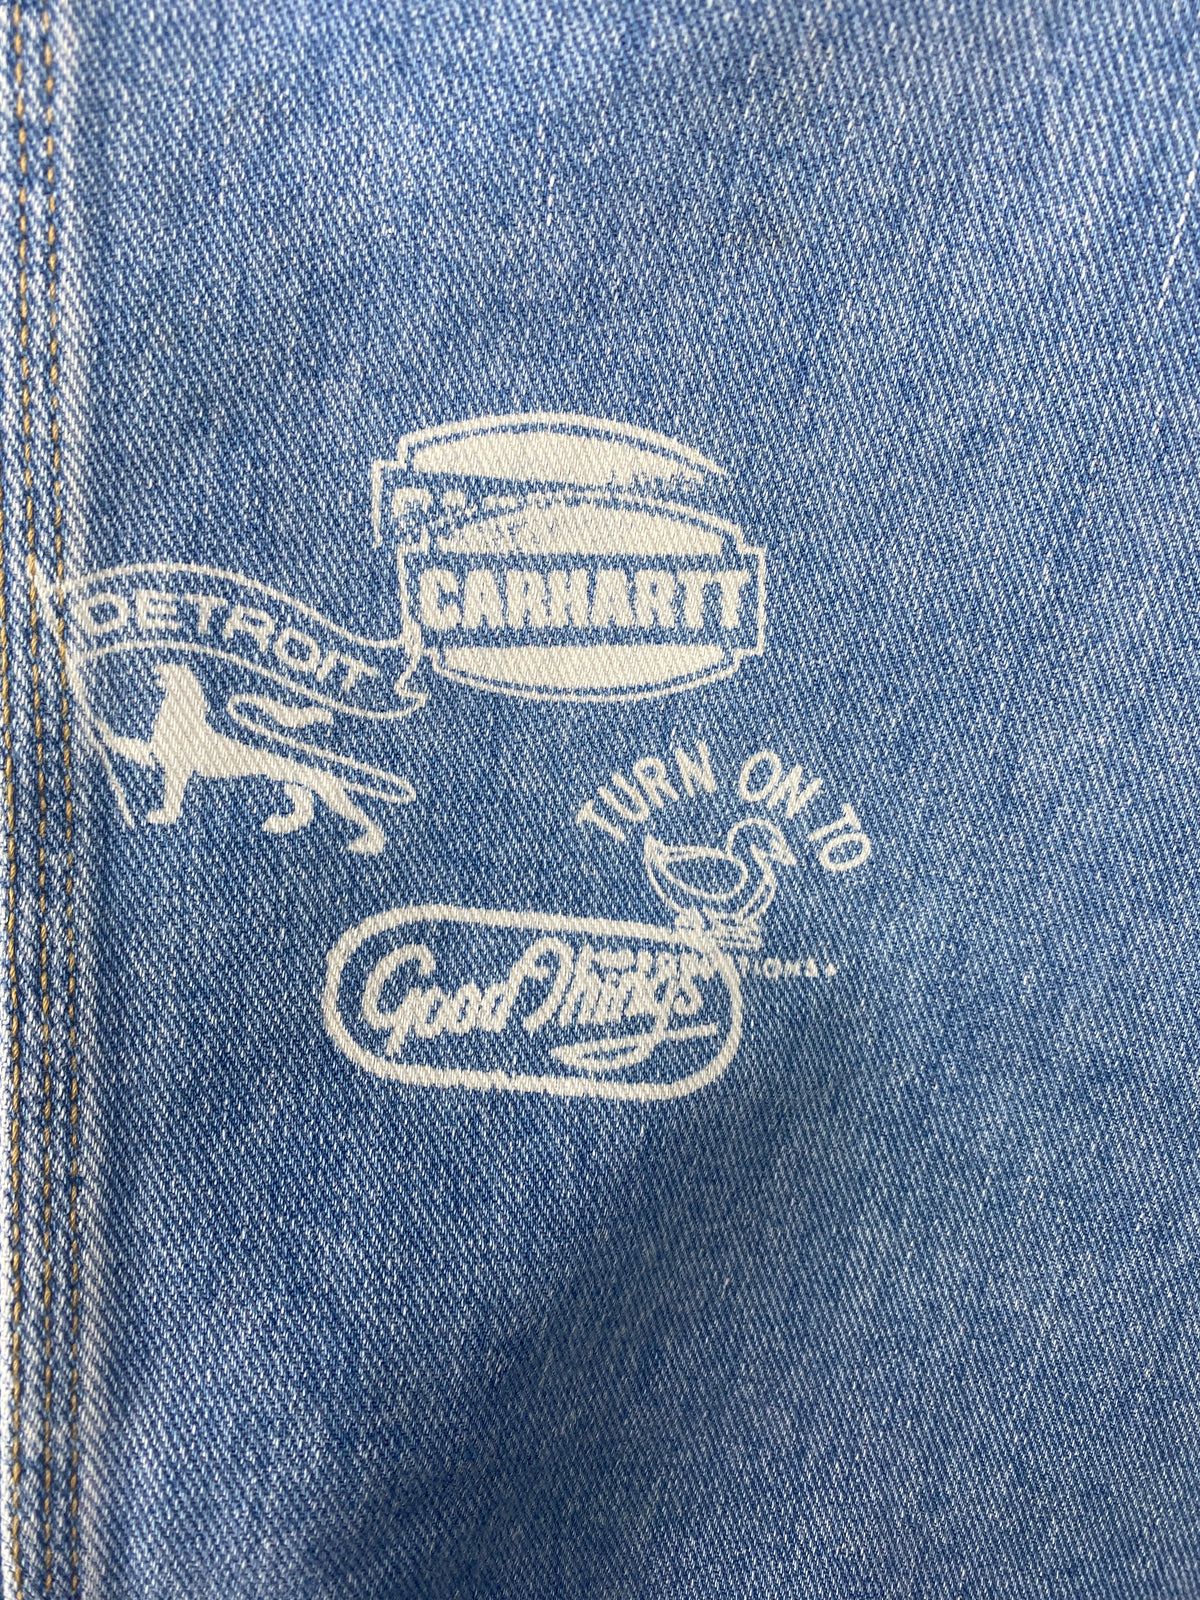 CARHARTT
DETROIT
TURN ON TO
Good Things